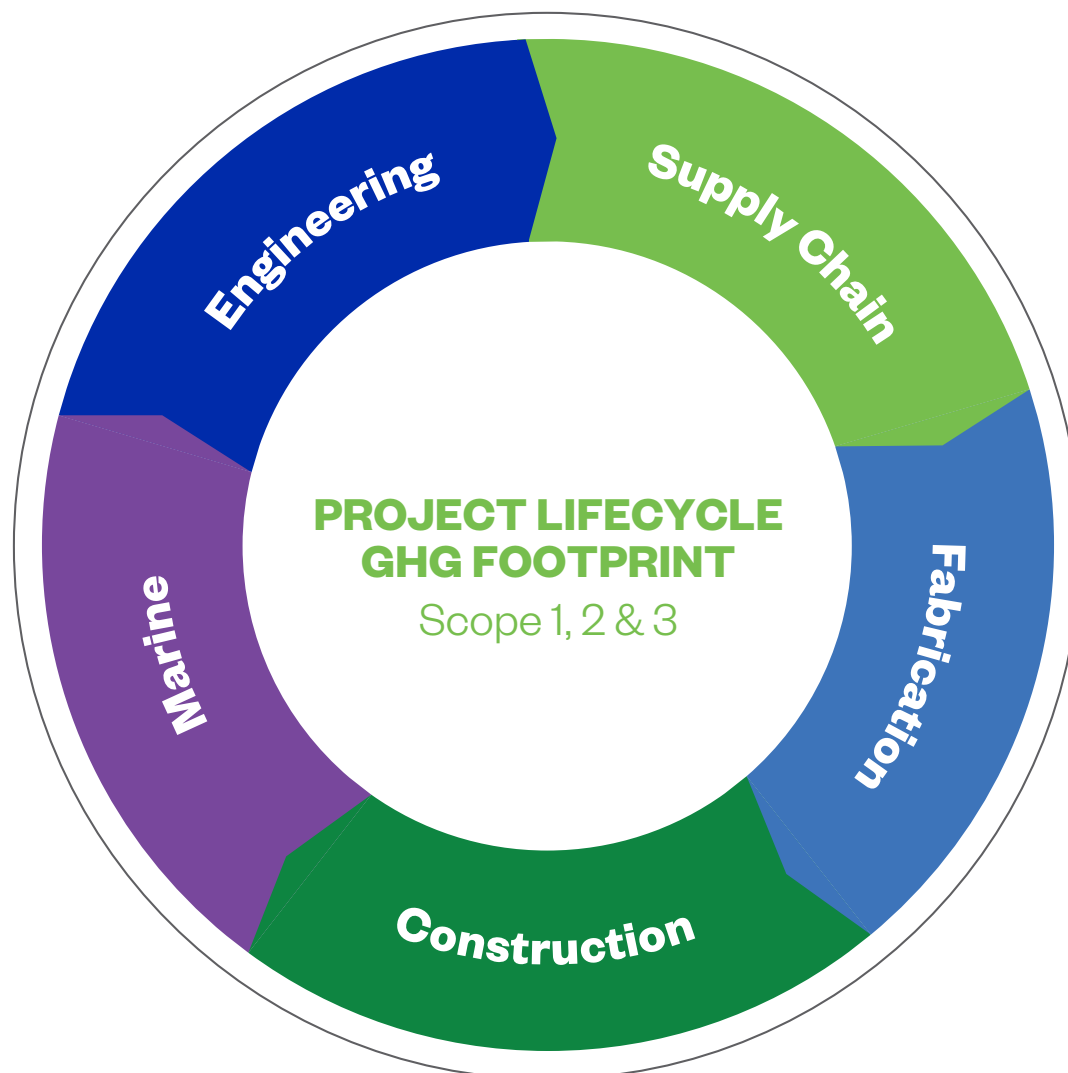 Engineering
Supply Chain
Fabrication
Construction
Marine
PROJECT LIFECYCLE
GHG FOOTPRINT
Scope 1, 2 & 3